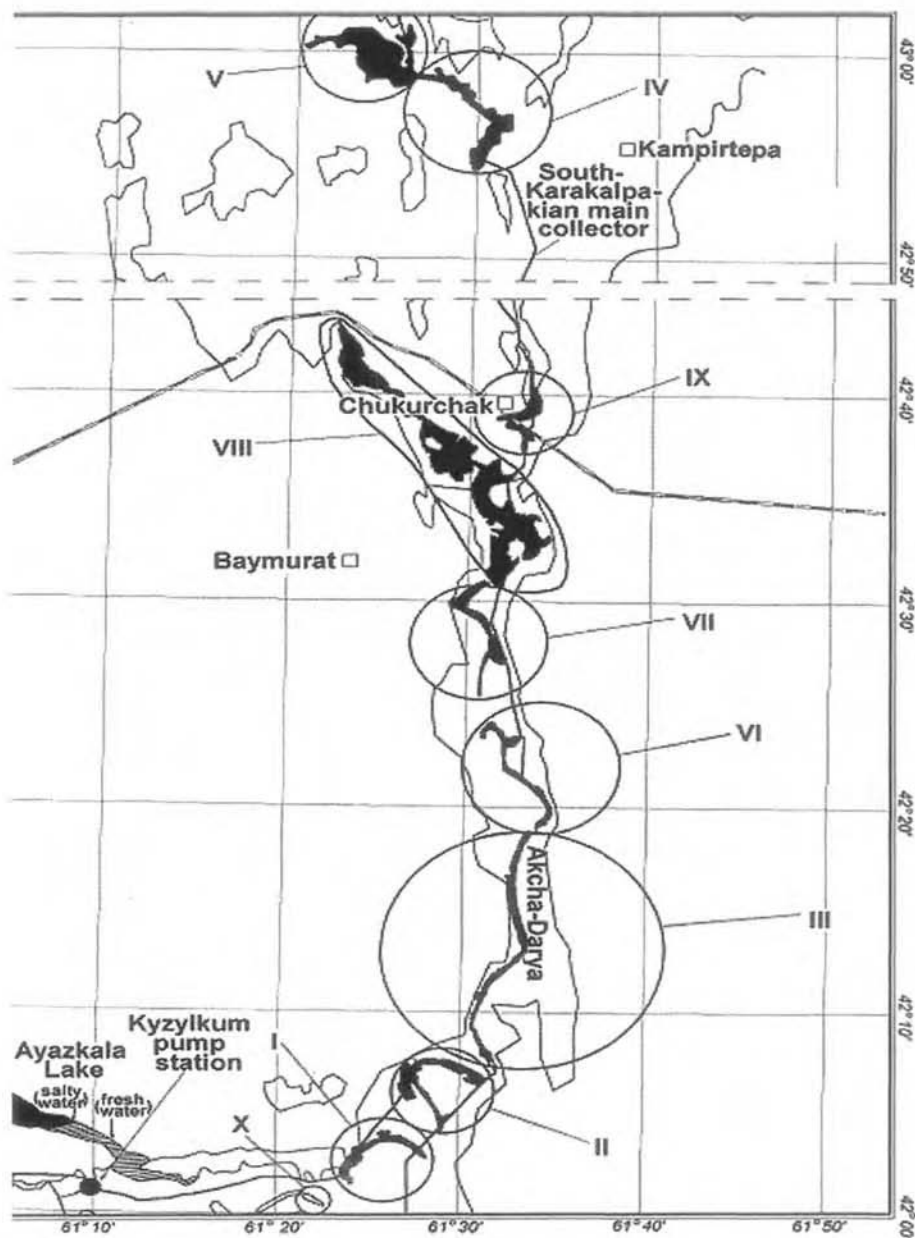 V
IV
45° 00'
Kampirtepa
South-
Karakalpa-
kian main
collector
42° 50'
IX
42° 40'
Chukurchak
VIII
Baymurat
42° 30'
VII
VI
42° 20'
Akcha-Darya
III
42° 10'
Kyzylkum
pump
station
I
Ayazkala
Lake
(salty
water)
(fresh
water)
X
II
42° 00'
61° 10'
61° 20'
61° 30'
61° 40'
61° 50'